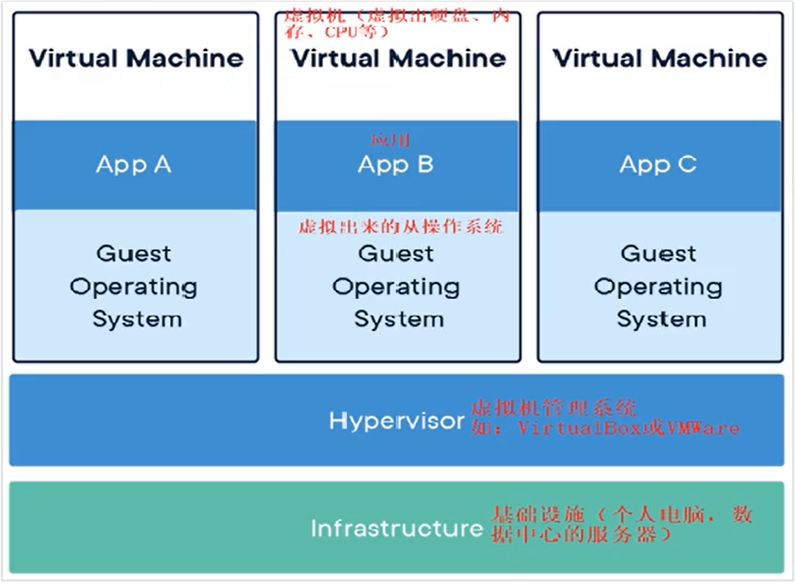 虚拟机（虚拟出硬盘、内
存、CPU等）
Virtual Machine
Virtual Machine
Virtual Machine
应用
App A
App B
App C
虚拟出来的从操作系统
Guest
Operating
System
Guest
Operating
System
Guest
Operating
System
Hypervisor
虚拟机管理系统
如：VirtualBox或VMWare
Infrastructure
基础设施（个人电脑，数
据中心的服务器）